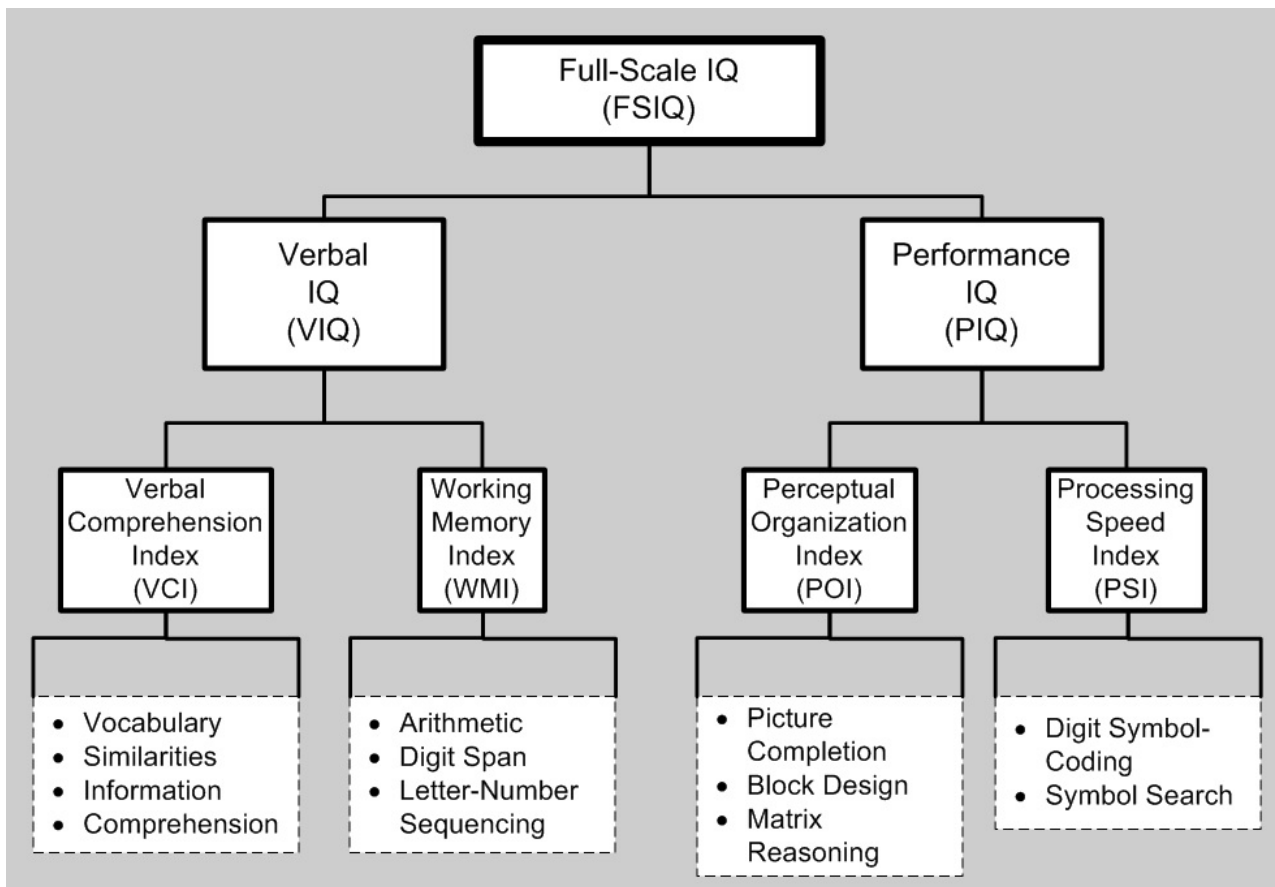 Full-Scale IQ
(FSIQ)
Verbal
IQ
(VIQ)
Performance
IQ
(PIQ)
Verbal
Comprehension
Index
(VCI)
Working
Memory
Index
(WMI)
Perceptual
Organization
Index
(POI)
Processing
Speed
Index
(PSI)
• Vocabulary
• Similarities
• Information
• Comprehension
• Arithmetic
• Digit Span
• Letter-Number
Sequencing
• Picture
Completion
• Block Design
• Matrix
Reasoning
• Digit Symbol-
Coding
• Symbol Search